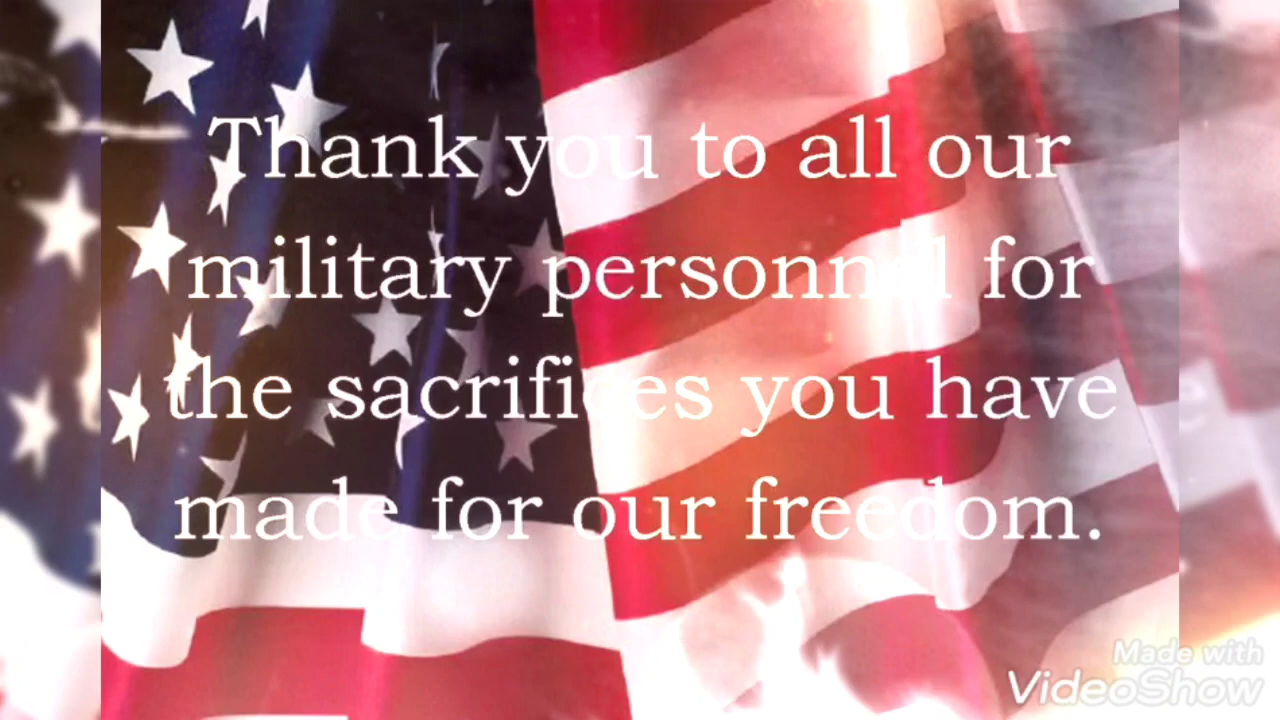 Thank you to all our
military personnel for
the sacrifices you have
made for our freedom.
Made with
VideoShow